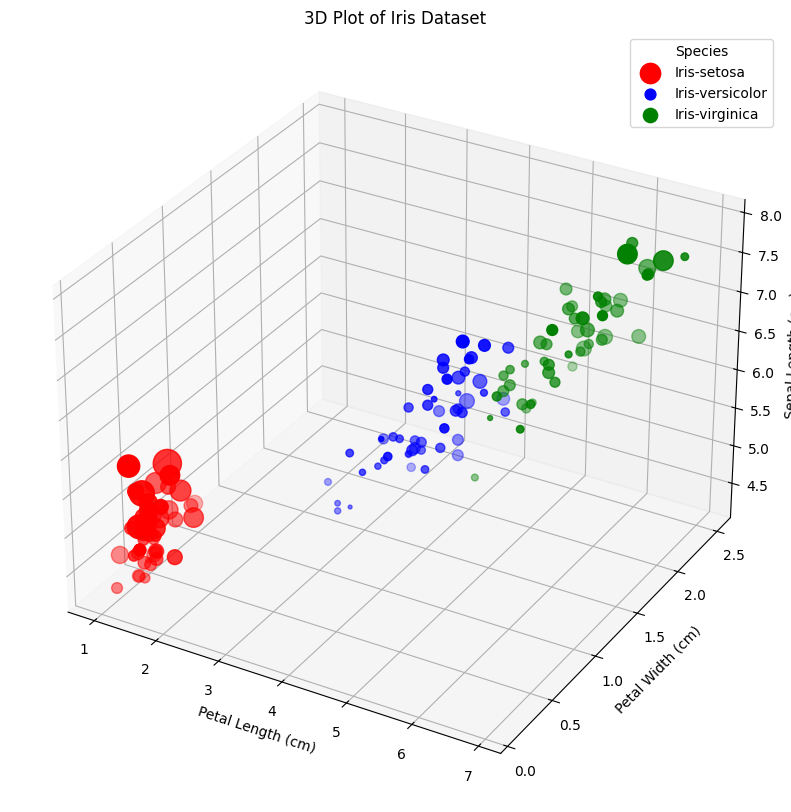 3D Plot of Iris Dataset
Species
Iris-setosa
Iris-versicolor
Iris-virginica
8.0
7.5
7.0
6.5
6.0
5.5
5.0
4.5
Sepal Length
2.5
2.0
1.5
1.0
0.5
0.0
Petal Width (cm)
1
2
3
4
5
6
7
Petal Length (cm)